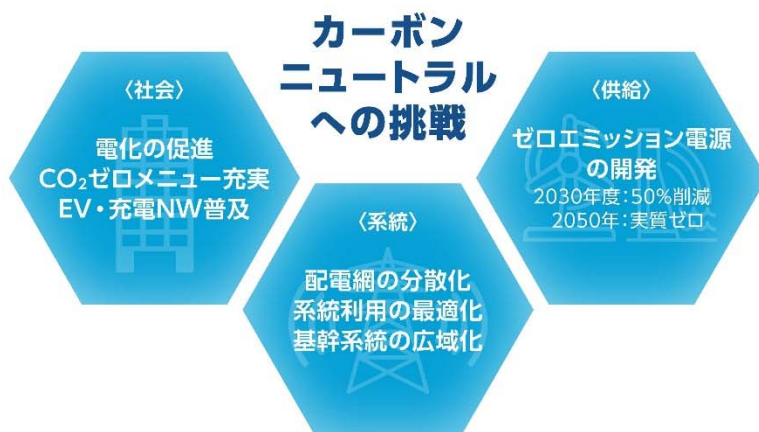 カーボン
ニュートラル
への挑戦
〈社会〉
電化の促進
CO₂ゼロメニュー充実
EV・充電NW普及
〈系統〉
配電網の分散化
系統利用の最適化
基幹系統の広域化
〈供給〉
ゼロエミッション電源
の開発
2030年度：50%削減
2050年：実質ゼロ